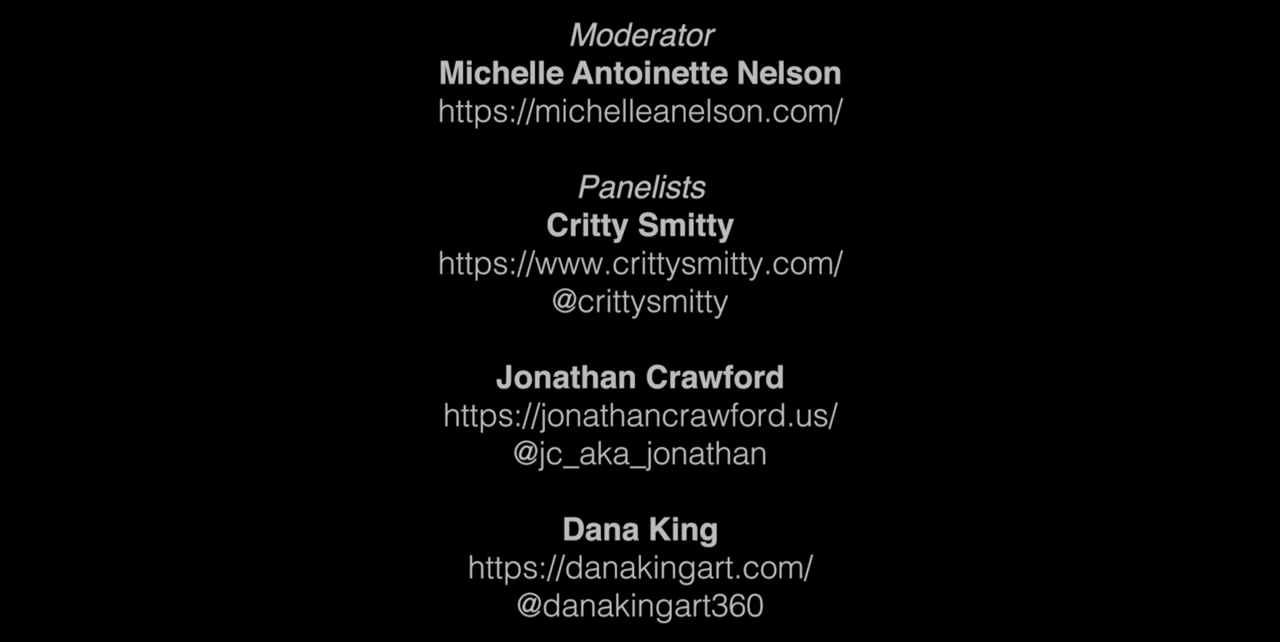 Moderator
Michelle Antoinette Nelson
https://michelleanelson.com/
Panelists
Critty Smitty
https://www.crittysmitty.com/
@crittysmitty
Jonathan Crawford
https://jonathancrawford.us/
@jc_aka_jonathan
Dana King
https://danakingart.com/
@danakingart360